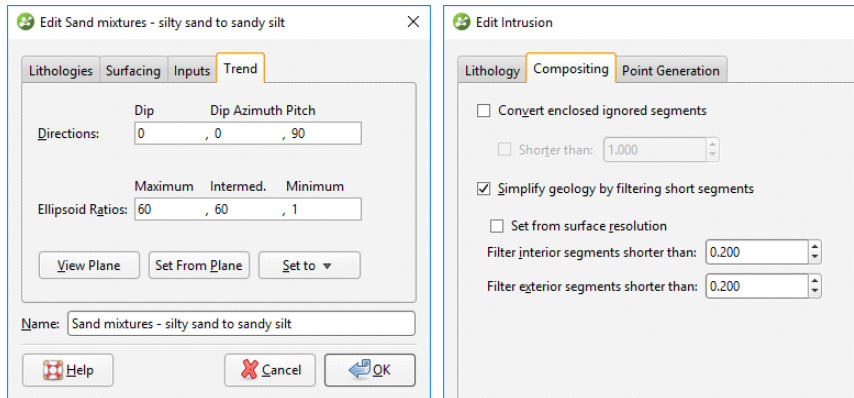 Edit Sand mixtures - silty sand to sandy silt
Lithologies Surfacing Inputs Trend
Dip Dip Azimuth Pitch
Directions: 0 , 0 , 90
Maximum Intermed. Minimum
Ellipsoid Ratios: 60 , 60 , 1
View Plane Set From Plane Set to
Name: Sand mixtures - silty sand to sandy silt
Help Cancel OK
Edit Intrusion
Lithology Compositing Point Generation
Convert enclosed ignored segments
Shorter than: 1.000
Simplify geology by filtering short segments
Set from surface resolution
Filter interior segments shorter than: 0.200
Filter exterior segments shorter than: 0.200